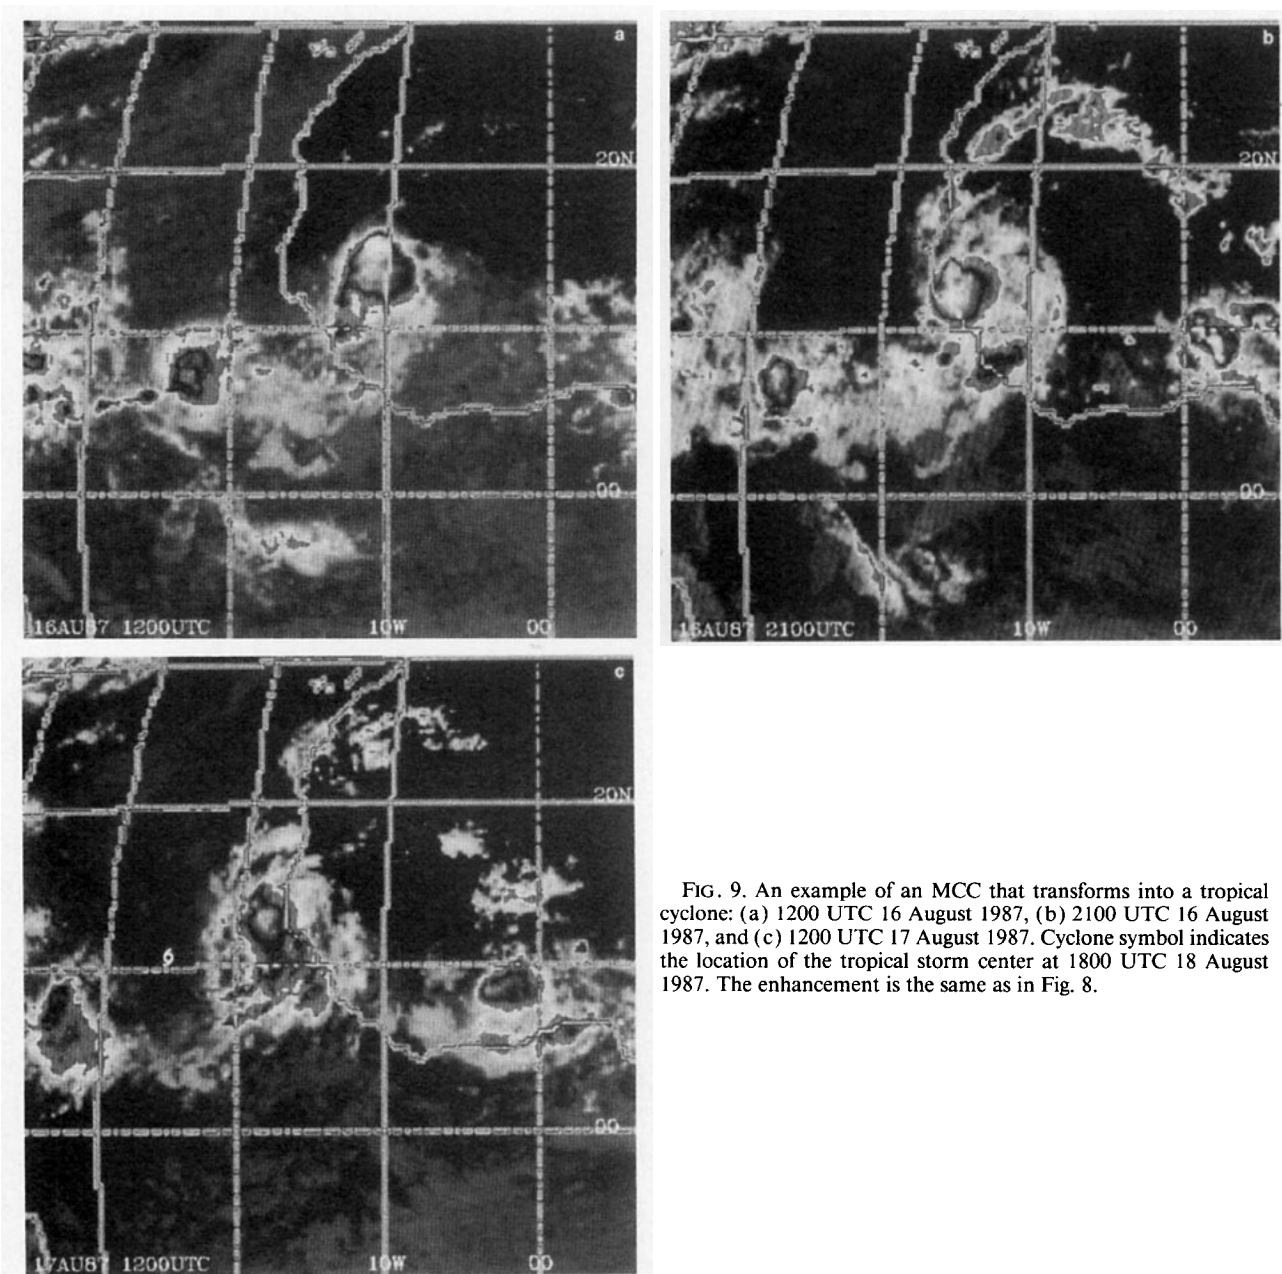 a
20N
00
16AU87 1200UTC 10W 00
b
20N
00
16AU87 2100UTC 10W 00
c
20N
00
17AU87 1200UTC 10W 00
FIG. 9. An example of an MCC that transforms into a tropical
cyclone: (a) 1200 UTC 16 August 1987, (b) 2100 UTC 16 August
1987, and (c) 1200 UTC 17 August 1987. Cyclone symbol indicates
the location of the tropical storm center at 1800 UTC 18 August
1987. The enhancement is the same as in Fig. 8.